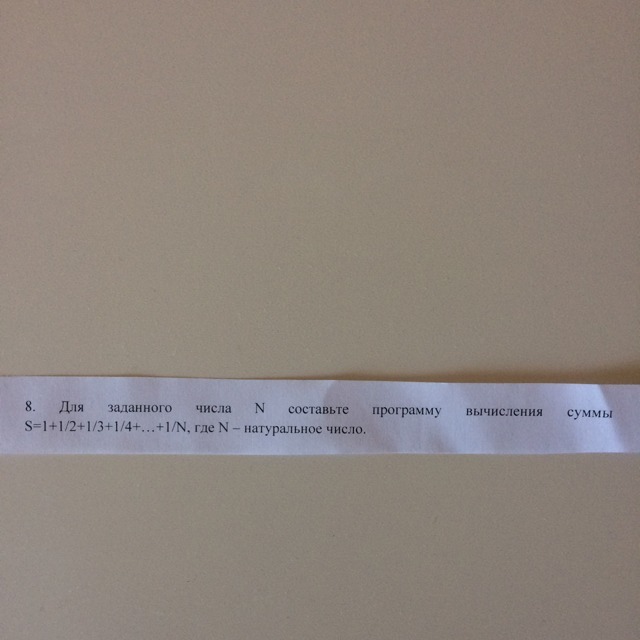 8. Для заданного числа N составьте программу вычисления суммы
S=1+1/2+1/3+1/4+…+1/N, где N – натуральное число.